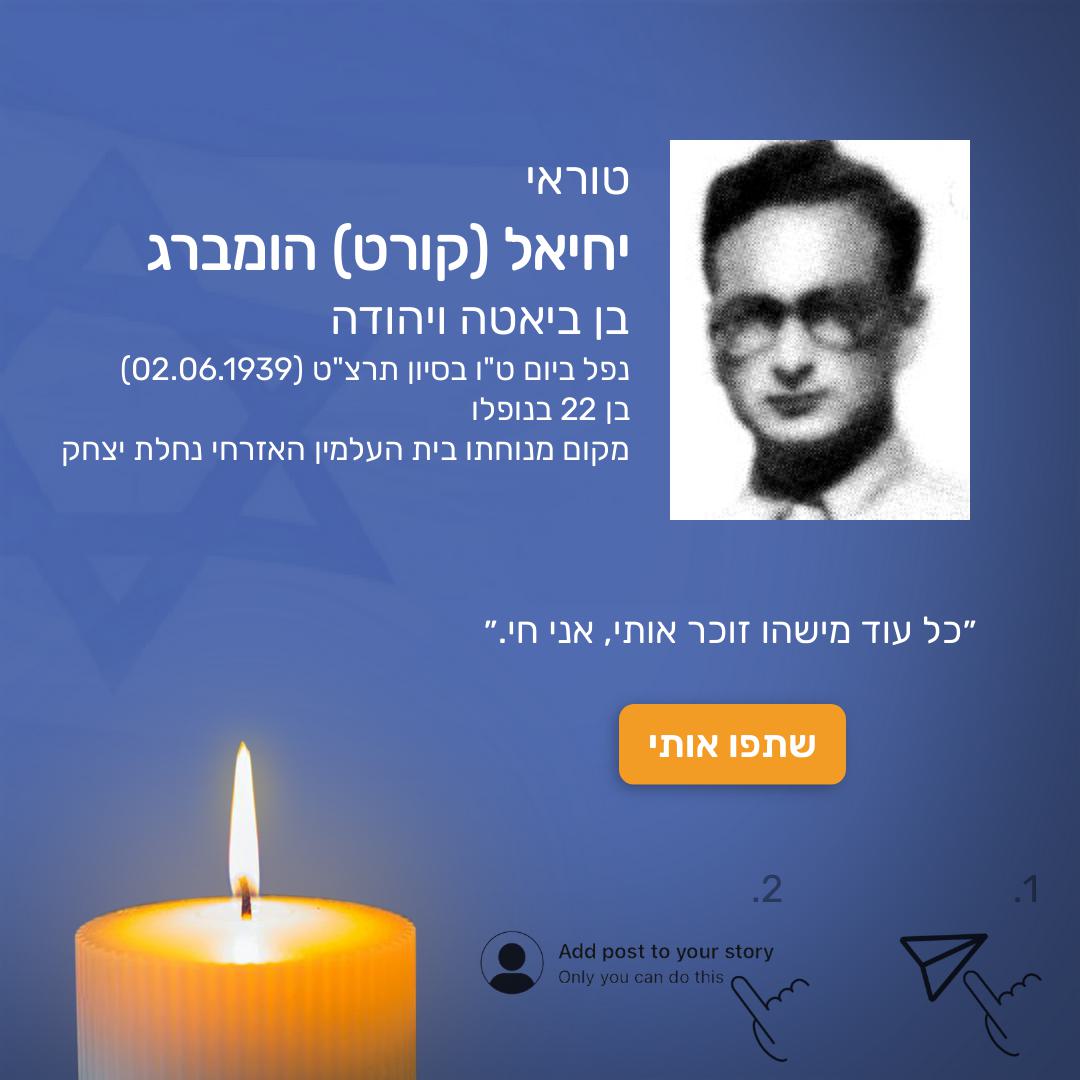 טוראי
יחיאל (קורט) הומברג
בן ביאטה ויהודה
נפל ביום ט"ו בסיון תרצ"ט (02.06.1939)
בן 22 בנופלו
מקום מנוחתו בית העלמין האזרחי נחלת יצחק
״כל עוד מישהו זוכר אותי, אני חי.״
שתפו אותי
1.
2.
Add post to your story
Only you can do this